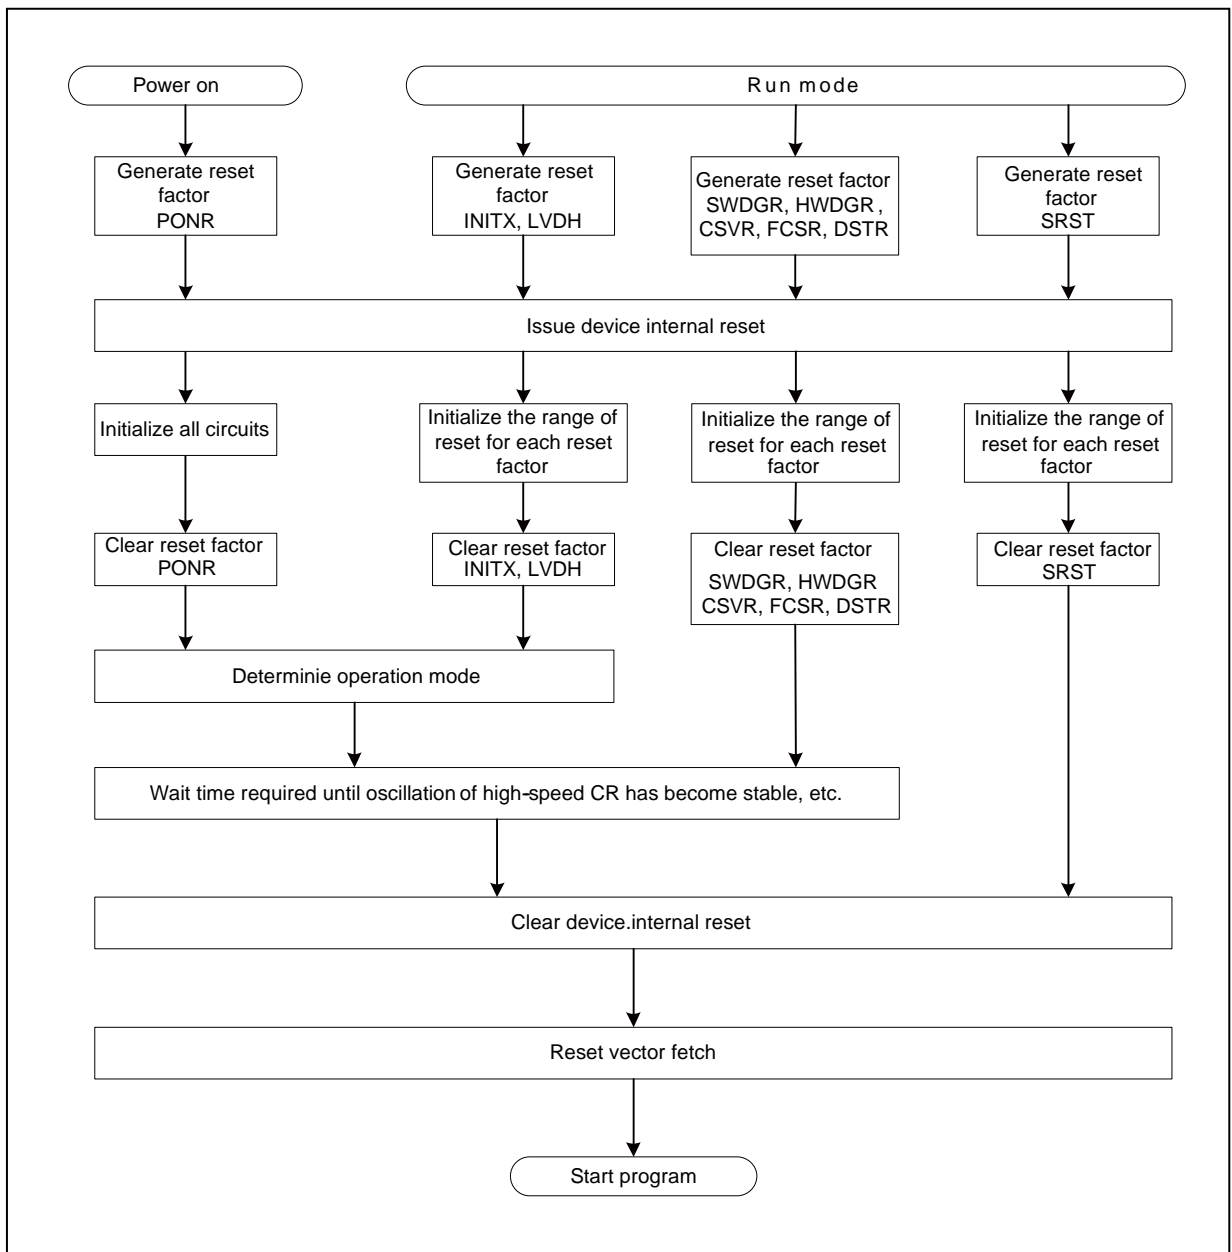 Power on
Run mode
Generate reset
factor
PONR
Generate reset
factor
INITX, LVDH
Generate reset factor
SWDGR, HWDGR ,
CSVR, FCSR, DSTR
Generate reset
factor
SRST
Issue device internal reset
Initialize all circuits
Initialize the range of
reset for each reset
factor
Initialize the range of
reset for each reset
factor
Initialize the range of
reset for each reset
factor
Clear reset factor
PONR
Clear reset factor
INITX, LVDH
Clear reset factor
SWDGR, HWDGR
CSVR, FCSR, DSTR
Clear reset factor
SRST
Determinie operation mode
Wait time required until oscillation of high-speed CR has become stable, etc.
Clear device.internal reset
Reset vector fetch
Start program